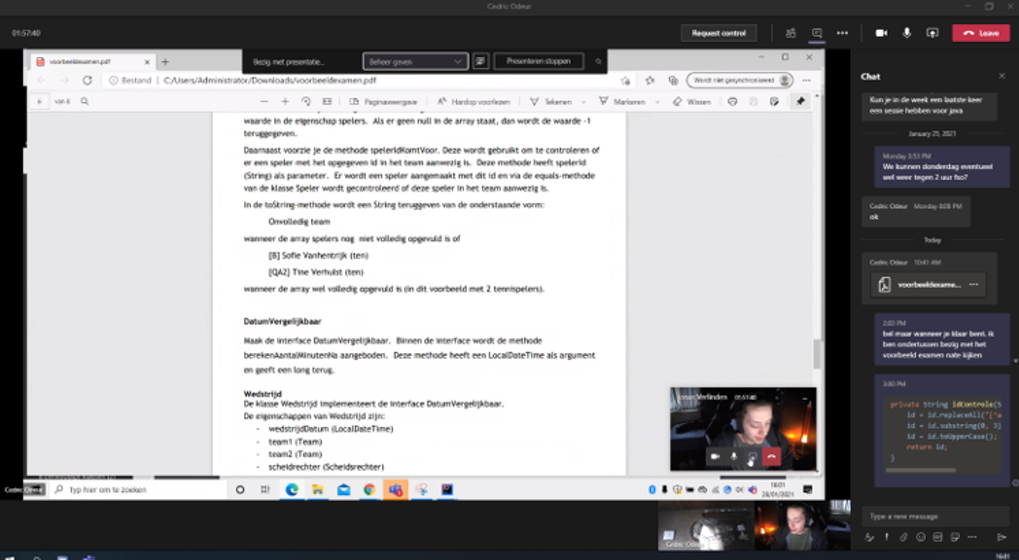 Cedric Odeur
01:57:40
Request control
Leave
voorbeeldexamen.pdf
Bezig met presentatie...
Beheer geven
Presenteren stoppen
Bestand
C:/Users/Administrator/Downloads/voorbeeldexamen.pdf
Niet gesynchroniseerd
6 van 8
Paginaweergave
Hardop voorlezen
Tekenen
Markeren
Wissen
waarde in de eigenschap spelers. Als er geen null in de array staat, dan wordt de waarde -1
teruggegeven.
Daarnaast voorzie je de methode spelerIdKomtVoor. Deze wordt gebruikt om te controleren of
er een speler met het opgegeven id in het team aanwezig is. Deze methode heeft spelerId
(String) als parameter. Er wordt een speler aangemaakt met dit id en via de equals-methode
van de klasse Speler wordt gecontroleerd of deze speler in het team aanwezig is.
In de toString-methode wordt een String teruggeven van de onderstaande vorm:
Onvolledig team
wanneer de array spelers nog niet volledig opgevuld is of
[B] Sofie Vanhentrijk (ten)
[QAZ] Tine Verhulst (ten)
wanneer de array wel volledig opgevuld is (in dit voorbeeld met 2 tennispelers).
DatumVergelijkbaar
Maak de interface DatumVergelijkbaar. Binnen de interface wordt de methode
berekenAantalMinutenNa aangeboden. Deze methode heeft een LocalDateTime als argument
en geeft een long terug.
Wedstrijd
De klasse Wedstrijd implementeert de interface DatumVergelijkbaar.
De eigenschappen van Wedstrijd zijn:
- wedstrijdDatum (LocalDateTime)
- team1 (Team)
- team2 (Team)
- scheidrechter (Scheidsrechter)
Verlinden
01:57:40
Cedric Odeur
Typ hier om te zoeken
16:01
28/01/2021
Chat
Kun je in de week een laatste keer
een sessie hebben voor java
January 25, 2021
Monday 3:53 PM
We kunnen donderdag eventueel
wel weer tegen 2 uur fso?
Cedric Odeur Monday 8:08 PM
ok
Today
Cedric Odeur 10:41 AM
voorbeeldexame...
2:03 PM
bel maar wanneer je klaar bent. ik
ben ondertussen bezig met het
voorbeeld examen nate kijken
3:00 PM
private String idControle(S
id = id.replaceAll("[^a
id = id.substring(0, 3)
id = id.toUpperCase();
return id;
}
Type a new message
Cedric Odeur
16:01